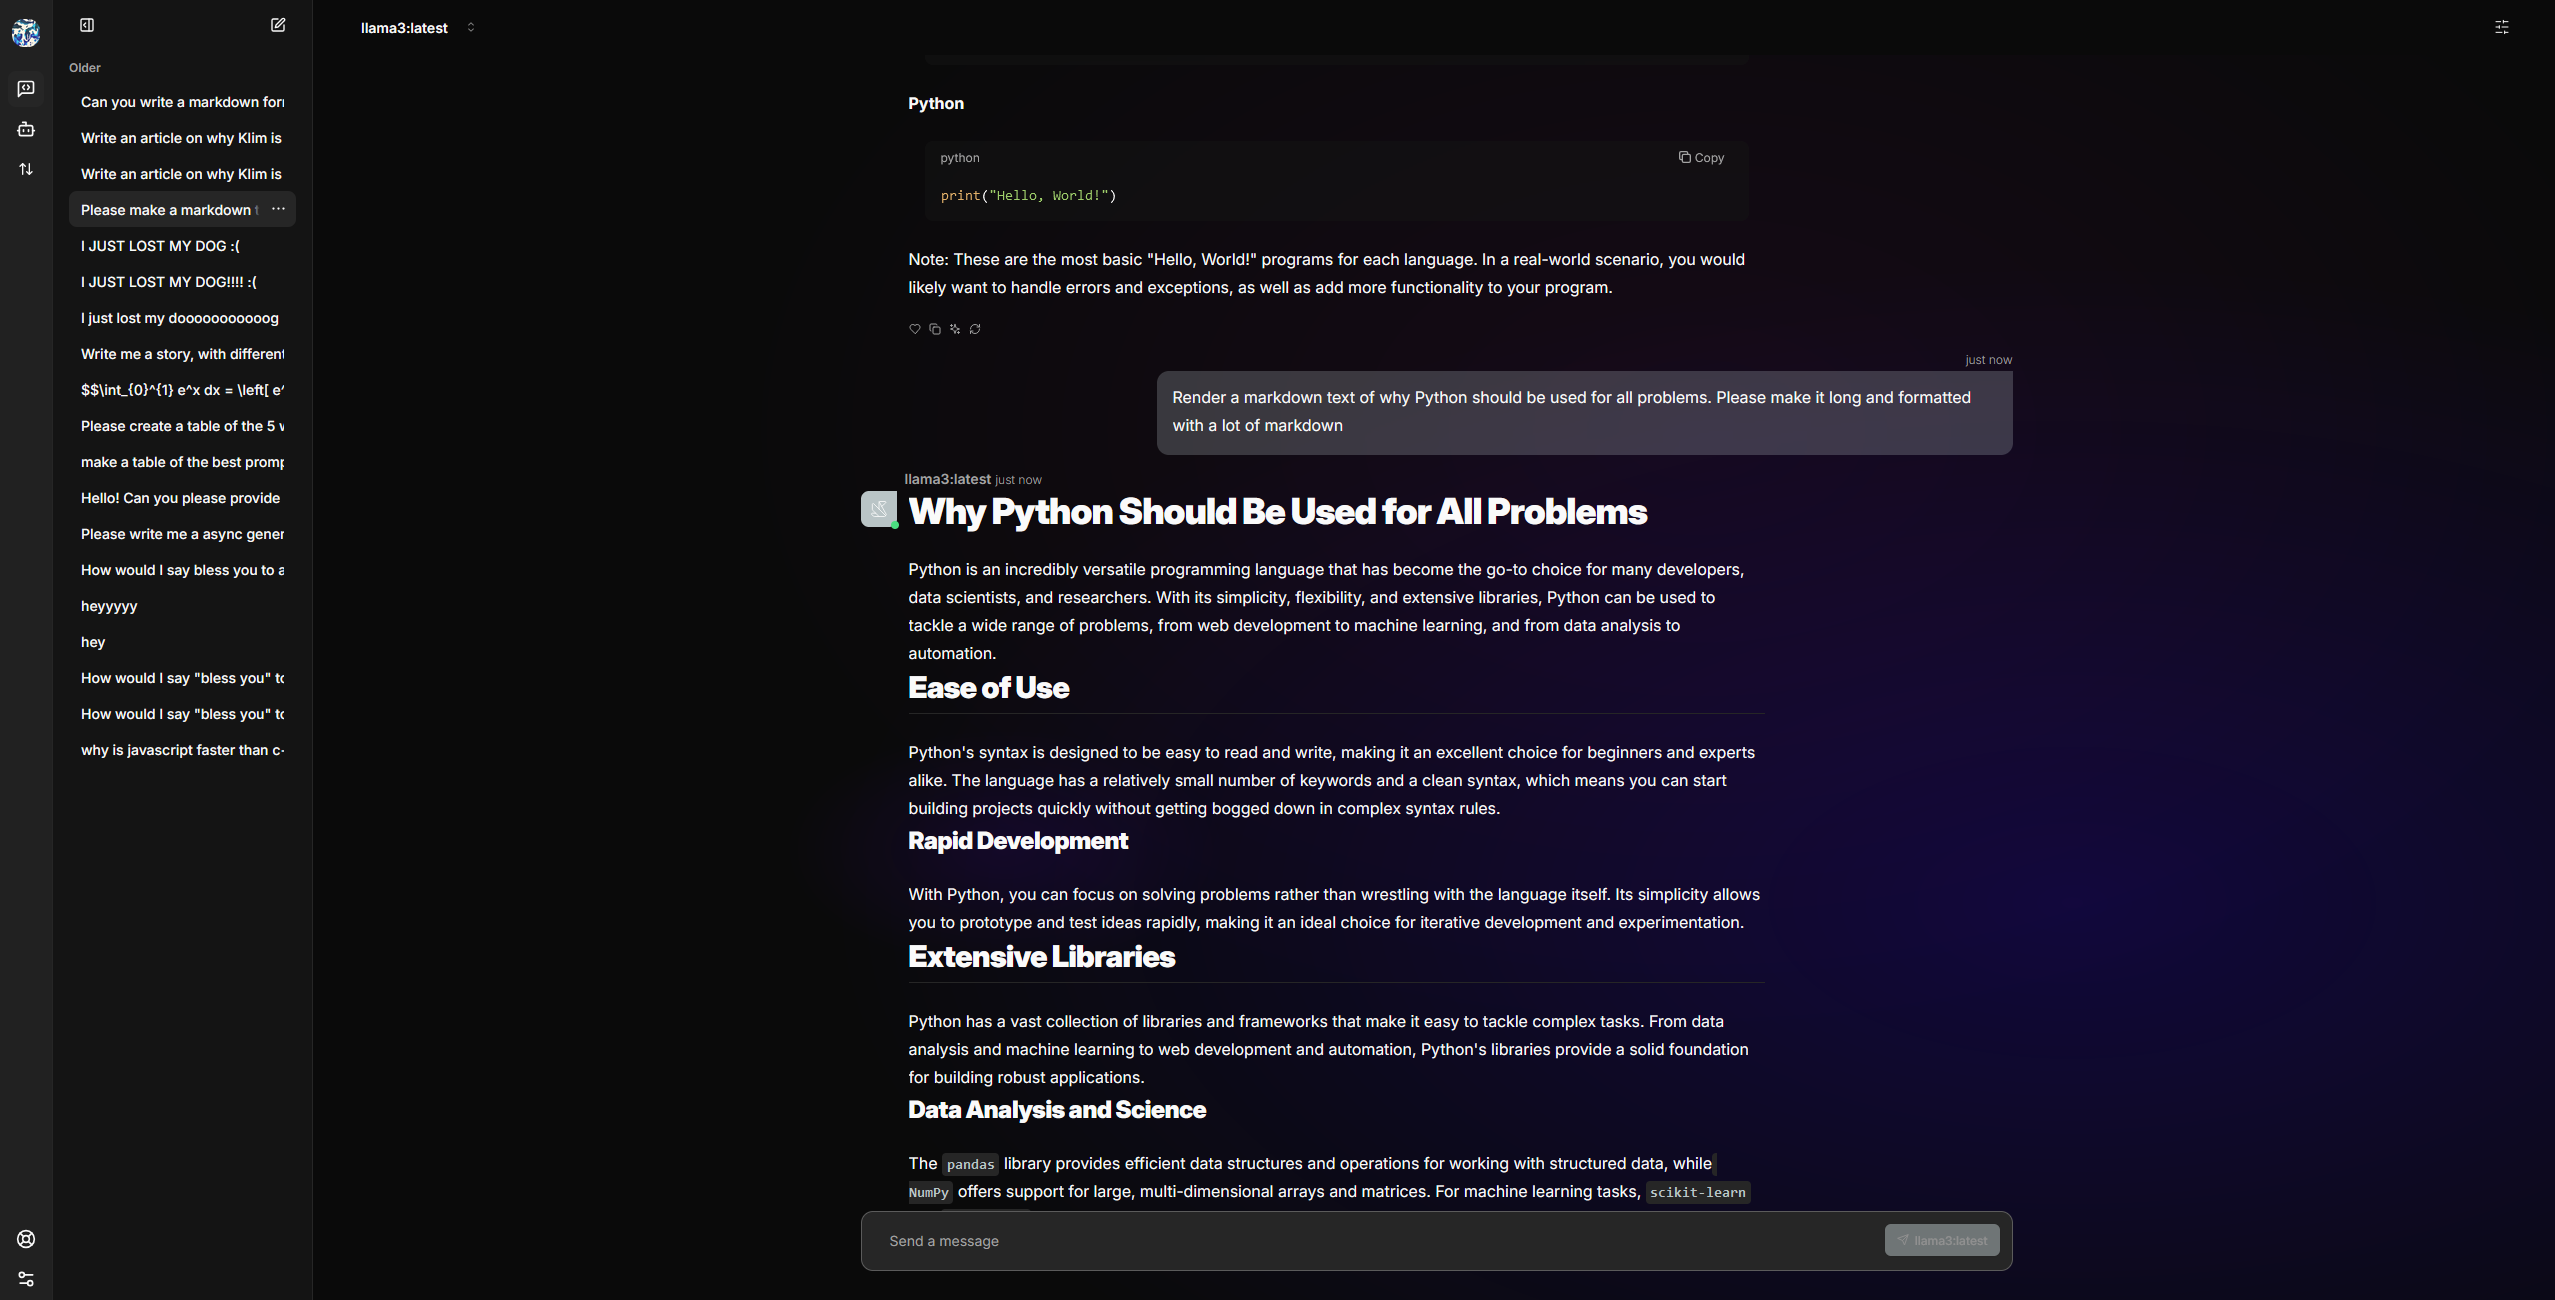 llama3:latest
Older
Can you write a markdown for
Write an article on why Klim is
Write an article on why Klim is
Please make a markdown t
I JUST LOST MY DOG :(
I JUST LOST MY DOG!!!! :(
I just lost my dooooooooooog
Write me a story, with different
$$\int_{0}^{1} e^x dx = \left[ e^
Please create a table of the 5 w
make a table of the best promp
Hello! Can you please provide
Please write me a async gener
How would I say bless you to a
heyyyyy
hey
How would I say "bless you" to
How would I say "bless you" to
why is javascript faster than c-
Python
python
Copy
print("Hello, World!")
Note: These are the most basic "Hello, World!" programs for each language. In a real-world scenario, you would
likely want to handle errors and exceptions, as well as add more functionality to your program.
just now
Render a markdown text of why Python should be used for all problems. Please make it long and formatted
with a lot of markdown
llama3:latest just now
Why Python Should Be Used for All Problems
Python is an incredibly versatile programming language that has become the go-to choice for many developers,
data scientists, and researchers. With its simplicity, flexibility, and extensive libraries, Python can be used to
tackle a wide range of problems, from web development to machine learning, and from data analysis to
automation.
Ease of Use
Python's syntax is designed to be easy to read and write, making it an excellent choice for beginners and experts
alike. The language has a relatively small number of keywords and a clean syntax, which means you can start
building projects quickly without getting bogged down in complex syntax rules.
Rapid Development
With Python, you can focus on solving problems rather than wrestling with the language itself. Its simplicity allows
you to prototype and test ideas rapidly, making it an ideal choice for iterative development and experimentation.
Extensive Libraries
Python has a vast collection of libraries and frameworks that make it easy to tackle complex tasks. From data
analysis and machine learning to web development and automation, Python's libraries provide a solid foundation
for building robust applications.
Data Analysis and Science
The pandas library provides efficient data structures and operations for working with structured data, while
NumPy offers support for large, multi-dimensional arrays and matrices. For machine learning tasks, scikit-learn
Send a message
llama3:latest